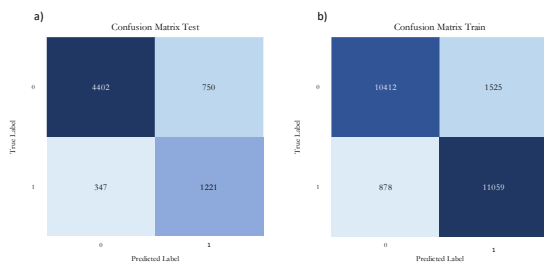 a)
Confusion Matrix Test
True Label
0
4402
750
1
347
1221
0
1
Predicted Label
b)
Confusion Matrix Train
True Label
0
10412
1525
1
878
11059
0
1
Predicted Label